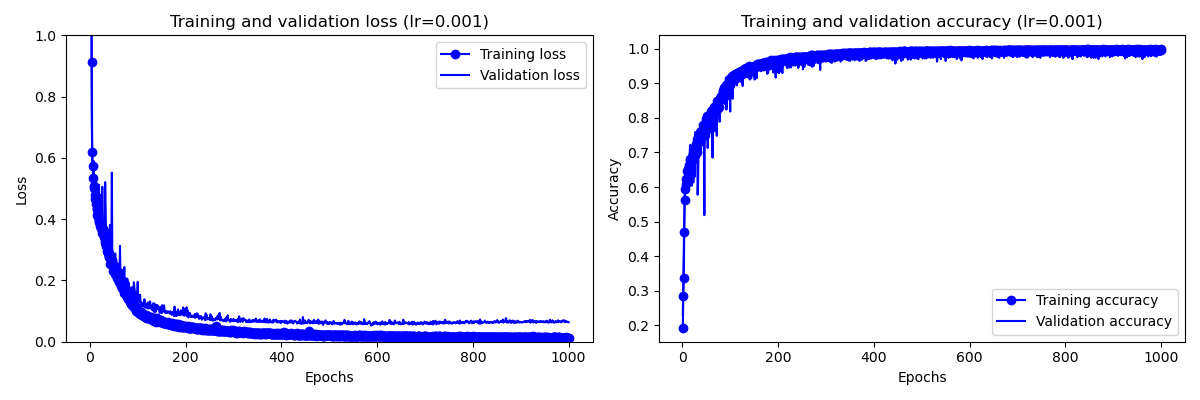 Training and validation loss (lr=0.001)
1.0
0.8
0.6
0.4
0.2
0.0
Loss
Training loss
Validation loss
0
200
400
600
800
1000
Epochs
Training and validation accuracy (lr=0.001)
1.0
0.9
0.8
0.7
0.6
0.5
0.4
0.3
0.2
Accuracy
Training accuracy
Validation accuracy
0
200
400
600
800
1000
Epochs